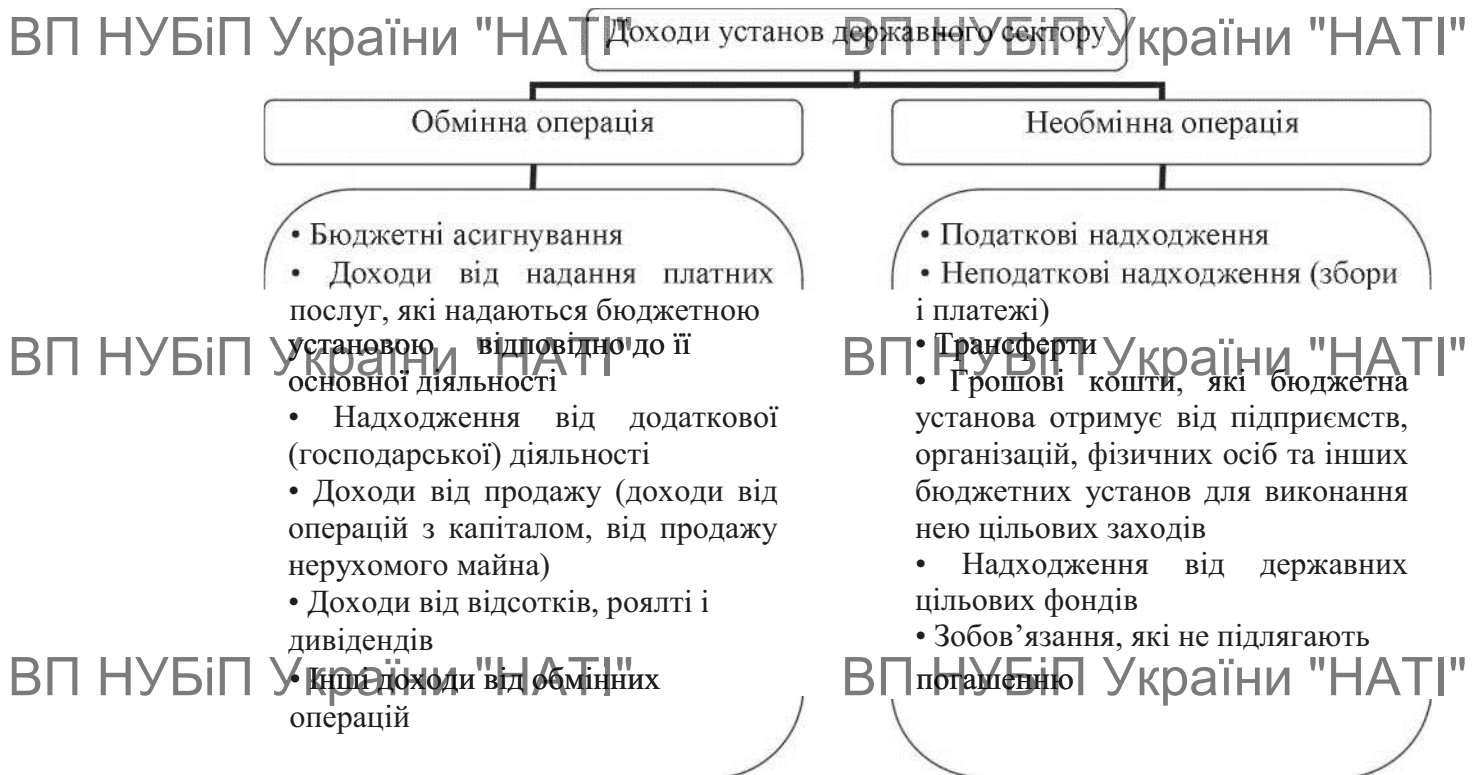 ВП НУБіП України "НАТІ"
ВП НУБіП України "НАТІ"
Доходи установ державного сектору
Обмінна операція
• Бюджетні асигнування
• Доходи від надання платних
послуг, які надаються бюджетною
установою відповідно до її
основної діяльності
• Надходження від додаткової
(господарської) діяльності
• Доходи від продажу (доходи від
операцій з капіталом, від продажу
нерухомого майна)
• Доходи від відсотків, роялті і
дивідендів
• Інші доходи від обмінних
операцій
Необмінна операція
• Податкові надходження
• Неподаткові надходження (збори
і платежі)
• Трансферти
• Грошові кошти, які бюджетна
установа отримує від підприємств,
організацій, фізичних осіб та інших
бюджетних установ для виконання
нею цільових заходів
• Надходження від державних
цільових фондів
• Зобов’язання, які не підлягають
погашенню
ВП НУБіП України "НАТІ"
ВП НУБіП України "НАТІ"
ВП НУБіП України "НАТІ"
ВП НУБіП України "НАТІ"